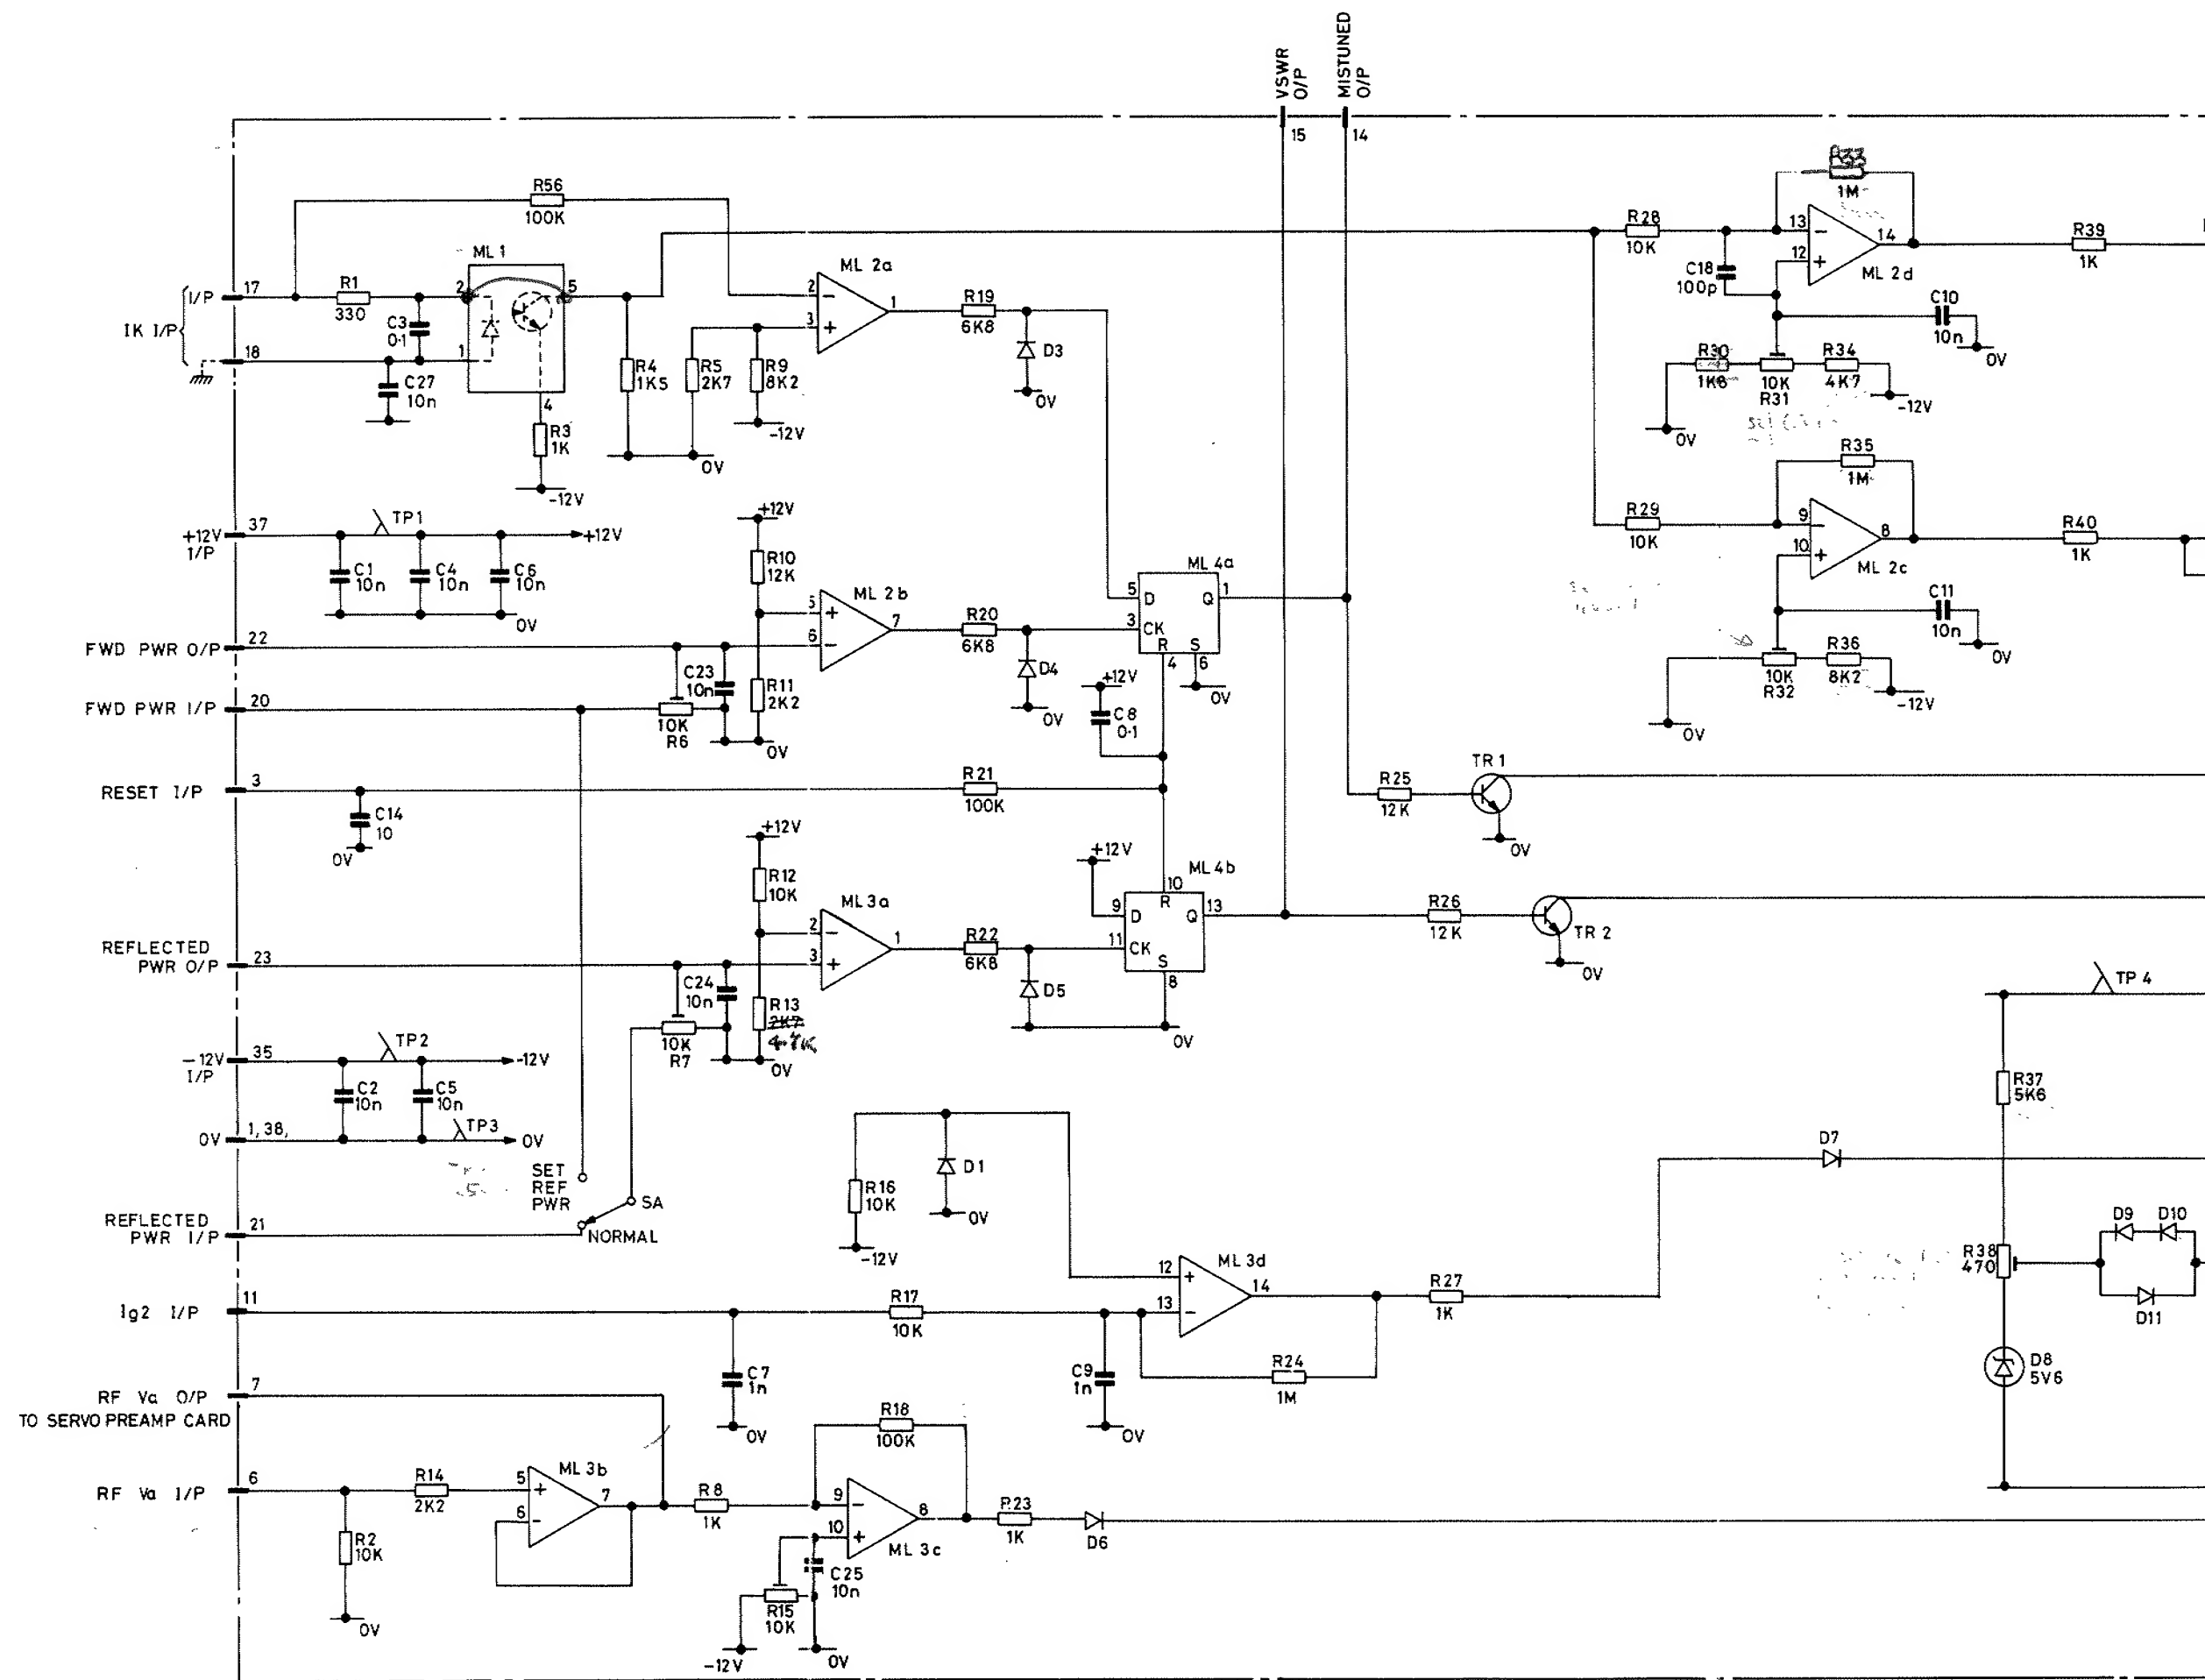 VSWR O/P
MISTUNED O/P
15
14
R56
100K
ML 1
I/P
17
R1
330
2
5
IK I/P
C3
0·1
18
1
C27
10n
4
R3
1K
-12V
R4
1K5
R5
2K7
R9
8K2
-12V
0V
ML 2a
2
3
1
R19
6K8
D3
0V
R28
10K
C18
100p
R33
1M
13
12
14
ML 2d
R39
1K
C10
10n
0V
R30
1K8
10K
R31
R34
4K7
-12V
0V
R35
1M
R29
10K
9
10
8
ML 2c
R40
1K
C11
10n
0V
10K
R32
R36
8K2
-12V
0V
+12V
I/P
37
TP1
+12V
C1
10n
C4
10n
C6
10n
0V
+12V
R10
12K
ML 2b
5
6
7
R20
6K8
D4
0V
ML 4a
5
D
Q
1
3
CK
R
S
4
6
0V
+12V
C8
0·1
FWD PWR O/P
22
C23
10n
R11
2K2
FWD PWR I/P
20
10K
R6
0V
RESET I/P
3
R21
100K
C14
10
0V
R25
12K
TR 1
0V
+12V
R12
10K
ML 3a
2
3
1
R22
6K8
D5
+12V
ML 4b
10
R
9
D
Q
13
11
CK
S
8
0V
R26
12K
TR 2
0V
REFLECTED
PWR O/P
23
C24
10n
R13
2K7
4·7K
10K
R7
0V
-12V
I/P
35
TP2
-12V
C2
10n
C5
10n
0V
1, 38,
TP3
0V
SET
REF
PWR
SA
NORMAL
REFLECTED
PWR I/P
21
R16
10K
-12V
D1
0V
TP 4
R37
5K6
D7
D9
D10
R38
470
D11
D8
5V6
Ig2 I/P
11
R17
10K
12
13
ML 3d
14
R27
1K
C7
1n
0V
C9
1n
0V
R24
1M
RF Va O/P
7
TO SERVO PREAMP CARD
RF Va I/P
6
R14
2K2
5
6
ML 3b
7
R2
10K
0V
R 8
1K
R18
100K
9
10
8
ML 3c
R23
1K
D6
C25
10n
R15
10K
-12V
0V